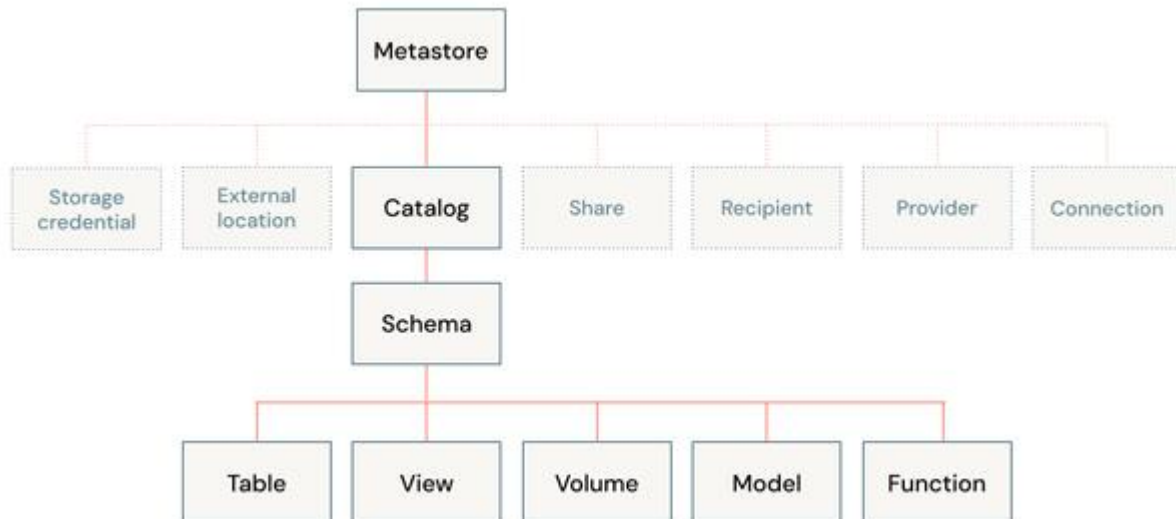 Metastore
Storage
credential
External
location
Catalog
Share
Recipient
Provider
Connection
Schema
Table
View
Volume
Model
Function